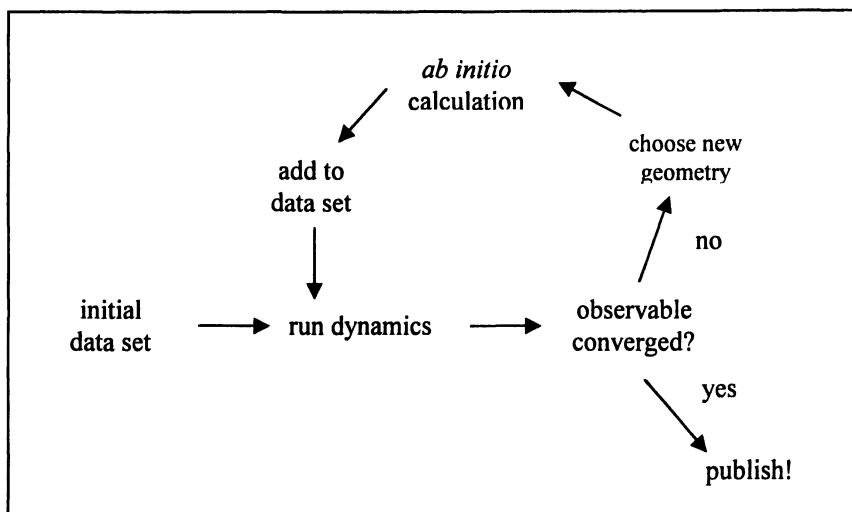 ab initio
calculation
choose new
geometry
add to
data set
no
initial
data set
run dynamics
observable
converged?
yes
publish!